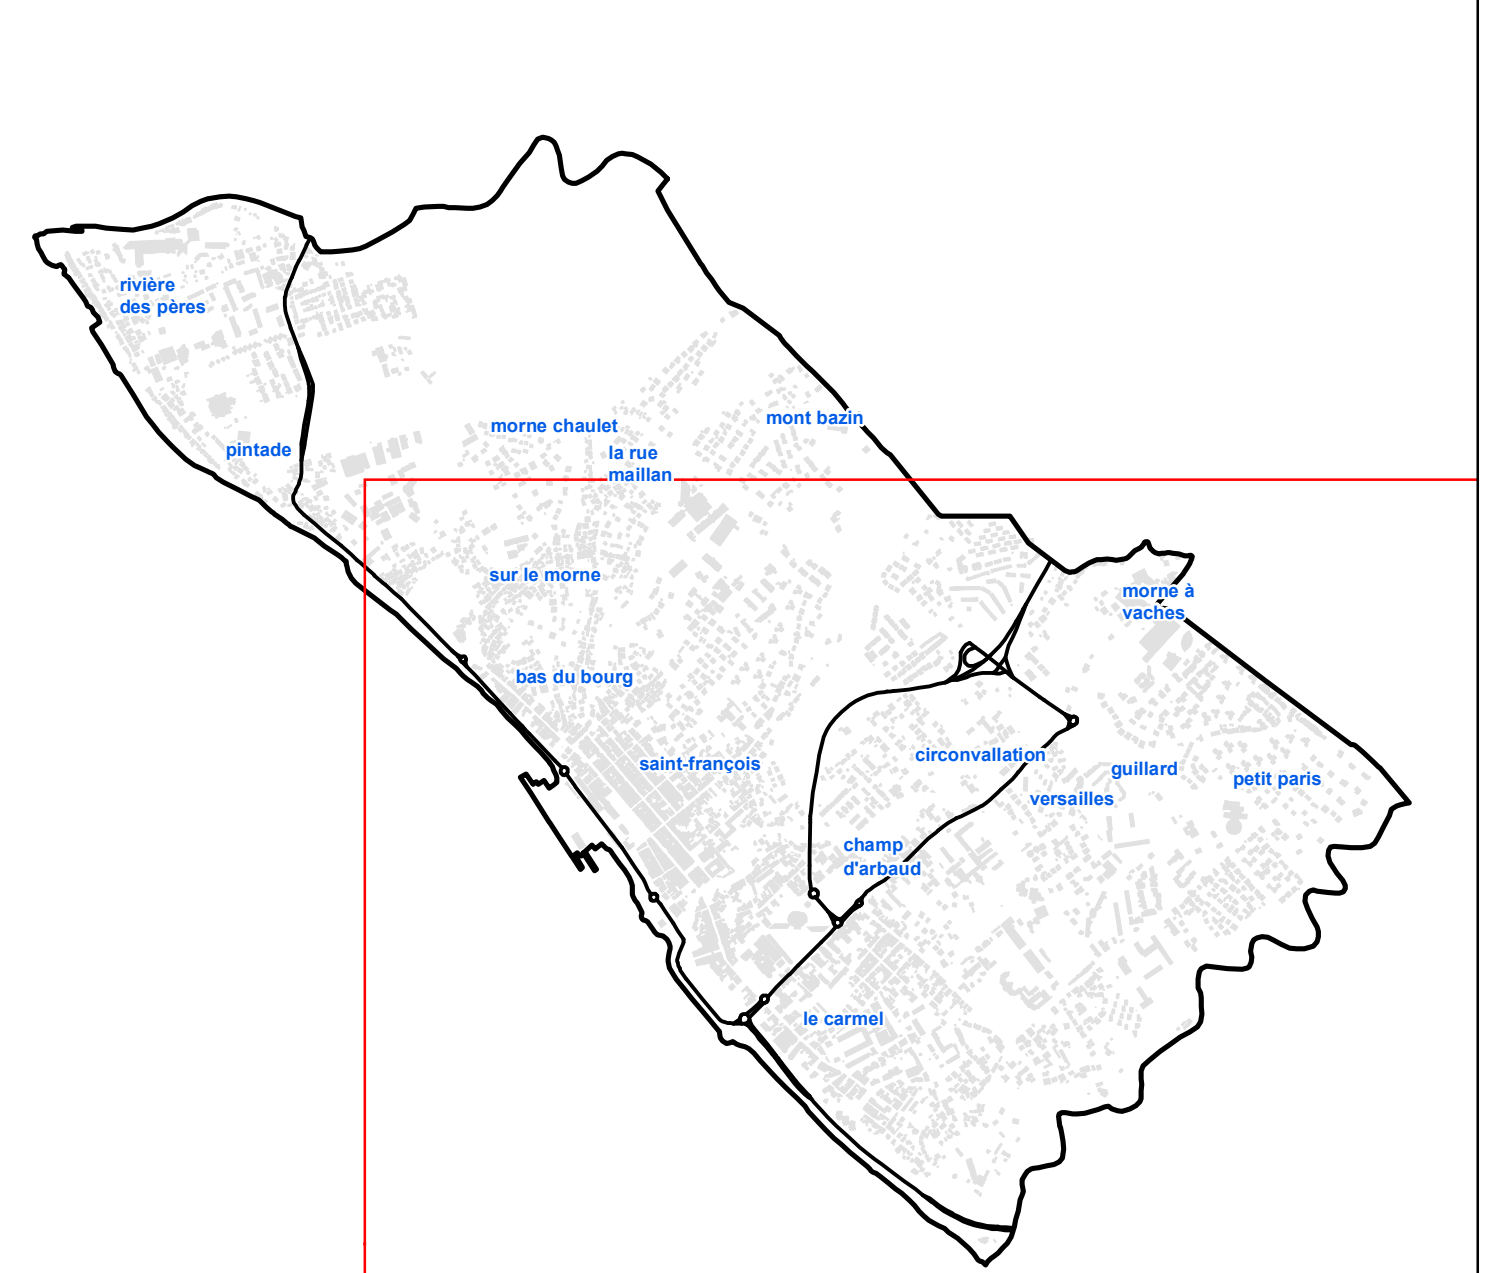 rivière
des pères
pintade
morne chaulet
la rue
maillan
mont bazin
sur le morne
morne à
vaches
bas du bourg
saint-françois
circonvallation
guillard
petit paris
versailles
champ
d'arbaud
le carmel